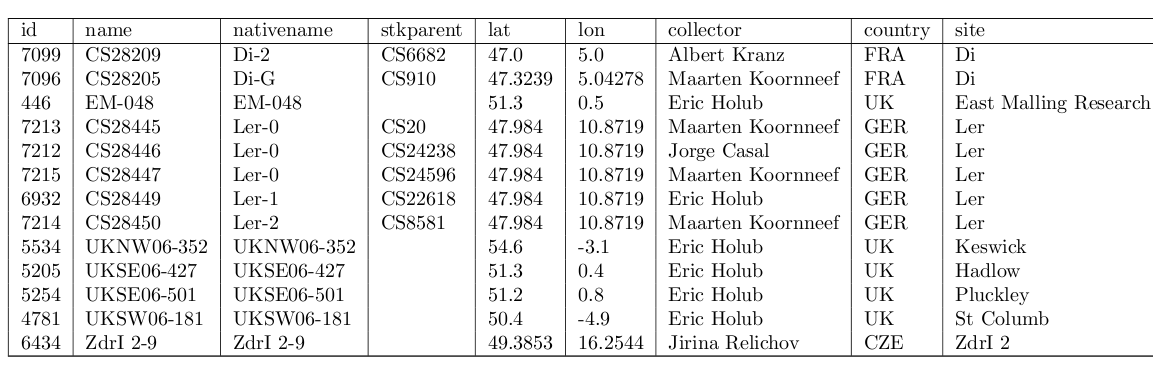 id name nativename stkparent lat lon collector country site
7099 CS28209 Di-2 CS6682 47.0 5.0 Albert Kranz FRA Di
7096 CS28205 Di-G CS910 47.3239 5.04278 Maarten Koornneef FRA Di
446 EM-048 EM-048 51.3 0.5 Eric Holub UK East Malling Research
7213 CS28445 Ler-0 CS20 47.984 10.8719 Maarten Koornneef GER Ler
7212 CS28446 Ler-0 CS24238 47.984 10.8719 Jorge Casal GER Ler
7215 CS28447 Ler-0 CS24596 47.984 10.8719 Maarten Koornneef GER Ler
6932 CS28449 Ler-1 CS22618 47.984 10.8719 Eric Holub GER Ler
7214 CS28450 Ler-2 CS8581 47.984 10.8719 Maarten Koornneef GER Ler
5534 UKNW06-352 UKNW06-352 54.6 -3.1 Eric Holub UK Keswick
5205 UKSE06-427 UKSE06-427 51.3 0.4 Eric Holub UK Hadlow
5254 UKSE06-501 UKSE06-501 51.2 0.8 Eric Holub UK Pluckley
4781 UKSW06-181 UKSW06-181 50.4 -4.9 Eric Holub UK St Columb
6434 ZdrI 2-9 ZdrI 2-9 49.3853 16.2544 Jirina Relichov CZE ZdrI 2